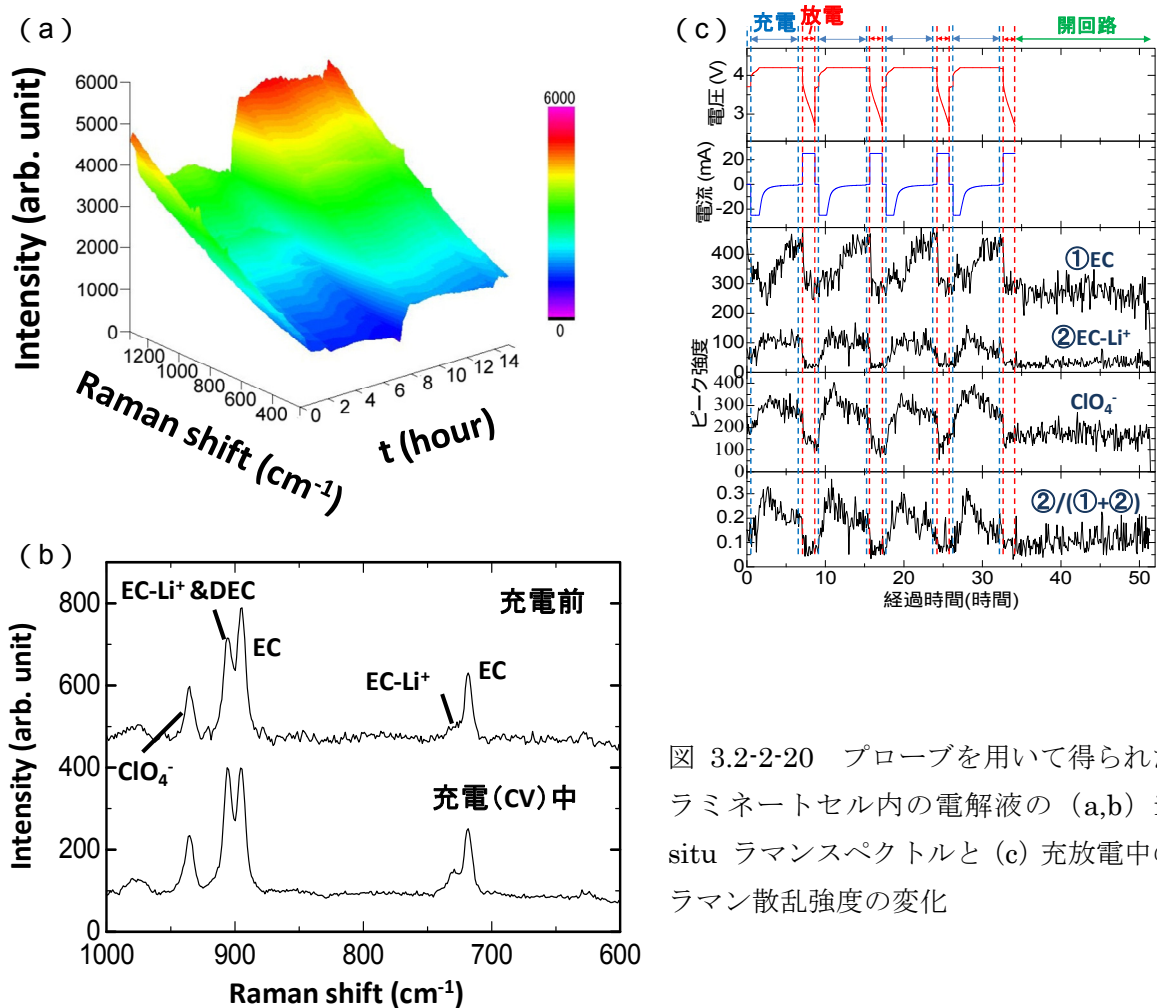 (a)
Intensity (arb. unit)
6000
5000
4000
3000
2000
1000
0
1200
1000
800
600
400
Raman shift (cm-1)
0 2 4 6 8 10 12 14
t (hour)
6000
0
(b)
EC-Li+ &DEC
充電前
EC
EC-Li+
EC
ClO4-
充電(CV)中
Intensity (arb. unit)
800
600
400
200
0
1000 900 800 700 600
Raman shift (cm-1)
(c)
充電 放電 開回路
電圧 (V)
4
3
電流 (mA)
20
0
-20
ピーク強度
400
300
200
100
0
①EC
②EC-Li+
400
300
200
100
0
ClO4-
0.3
0.2
0.1
②/(①+②)
0 10 20 30 40 50
経過時間(時間)
図 3.2-2-20 プローブを用いて得られ
ラミネートセル内の電解液の (a,b)
situ ラマンスペクトルと (c) 充放電中
ラマン散乱強度の変化